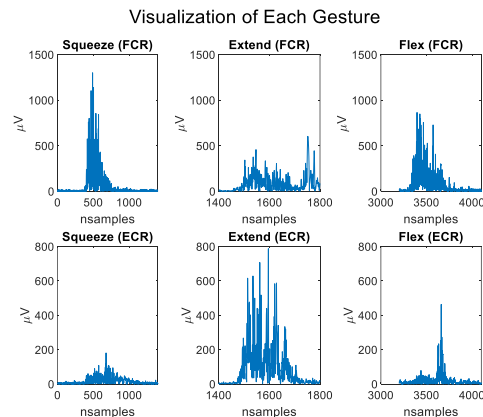 Visualization of Each Gesture
Squeeze (FCR)
1500
1000
500
0
μV
0 500 1000
nsamples
Extend (FCR)
1500
1000
500
0
μV
1400 1600 1800
nsamples
Flex (FCR)
1500
1000
500
0
μV
3000 3500 4000
nsamples
Squeeze (ECR)
800
600
400
200
0
μV
0 500 1000
nsamples
Extend (ECR)
800
600
400
200
0
μV
1400 1600 1800
nsamples
Flex (ECR)
800
600
400
200
0
μV
3000 3500 4000
nsamples